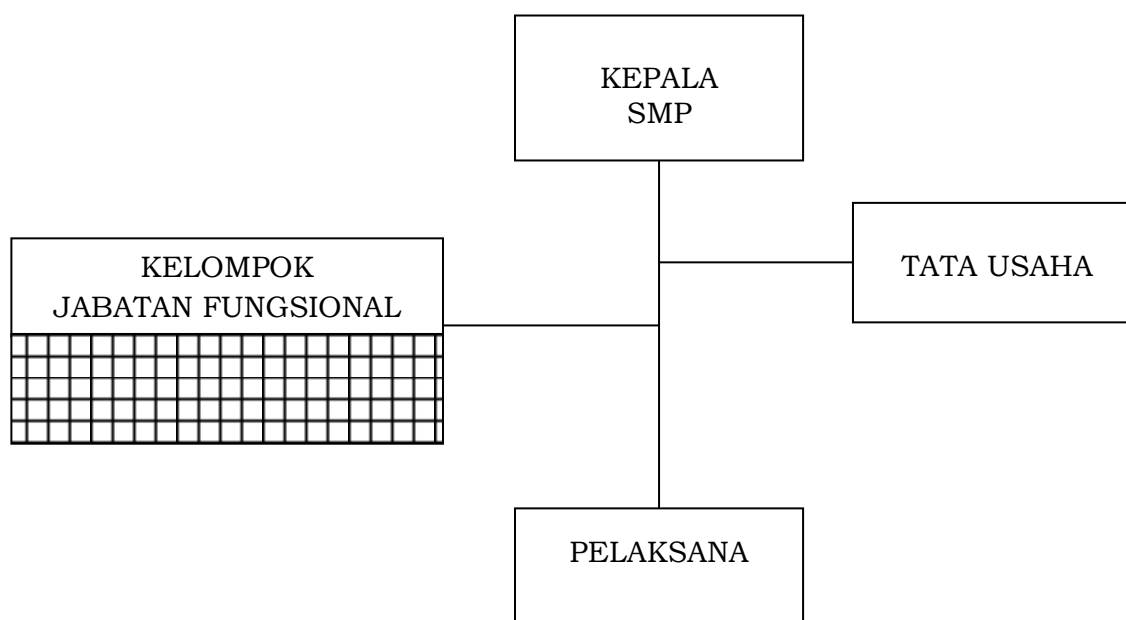 KEPALA
SMP
TATA USAHA
KELOMPOK
JABATAN FUNGSIONAL
PELAKSANA